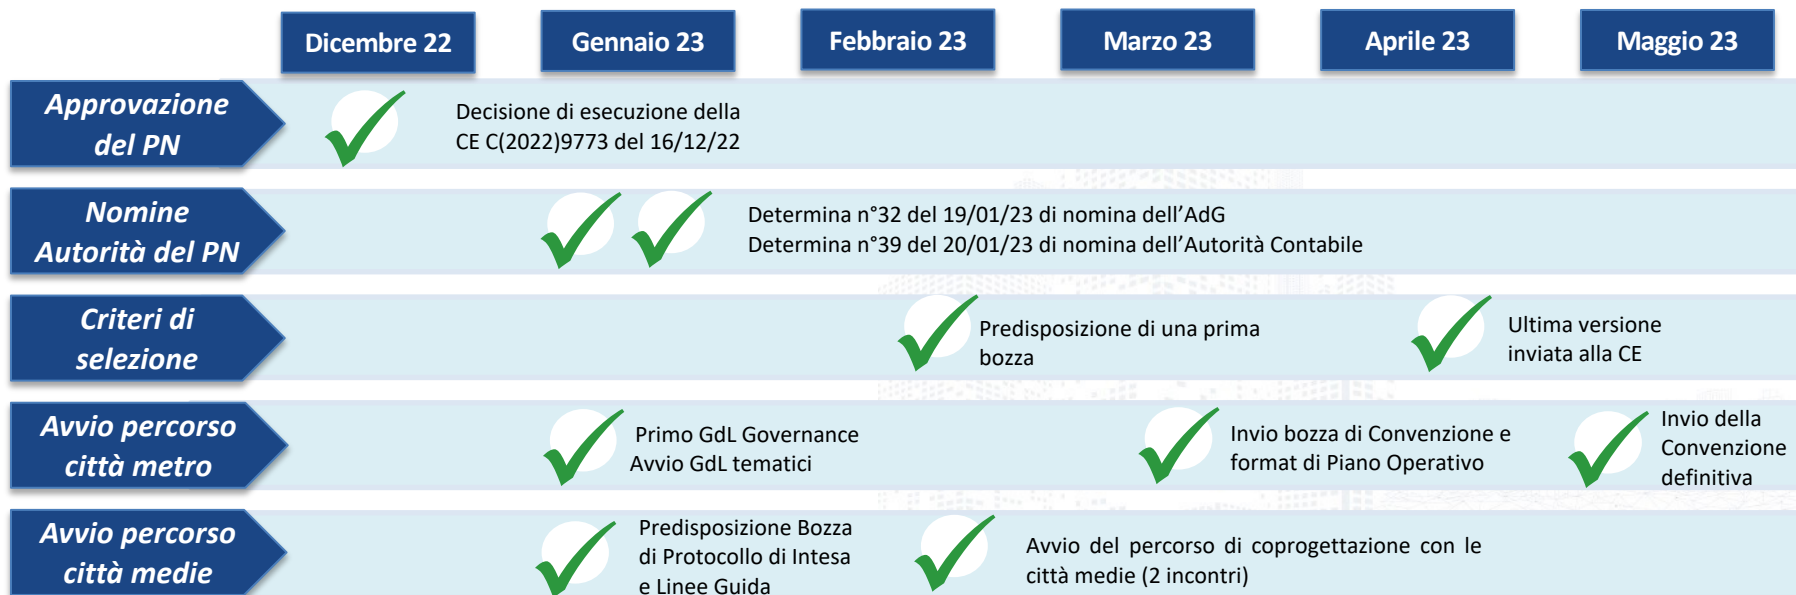 Dicembre 22
Gennaio 23
Febbraio 23
Marzo 23
Aprile 23
Maggio 23
Approvazione
del PN
Decisione di esecuzione della
CE C(2022)9773 del 16/12/22
Nomine
Autorità del PN
Determina n°32 del 19/01/23 di nomina dell’AdG
Determina n°39 del 20/01/23 di nomina dell’Autorità Contabile
Criteri di
selezione
Predisposizione di una prima
bozza
Ultima versione
inviata alla CE
Avvio percorso
città metro
Primo GdL Governance
Avvio GdL tematici
Invio bozza di Convenzione e
format di Piano Operativo
Invio della
Convenzione
definitiva
Avvio percorso
città medie
Predisposizione Bozza
di Protocollo di Intesa
e Linee Guida
Avvio del percorso di coprogettazione con le
città medie (2 incontri)